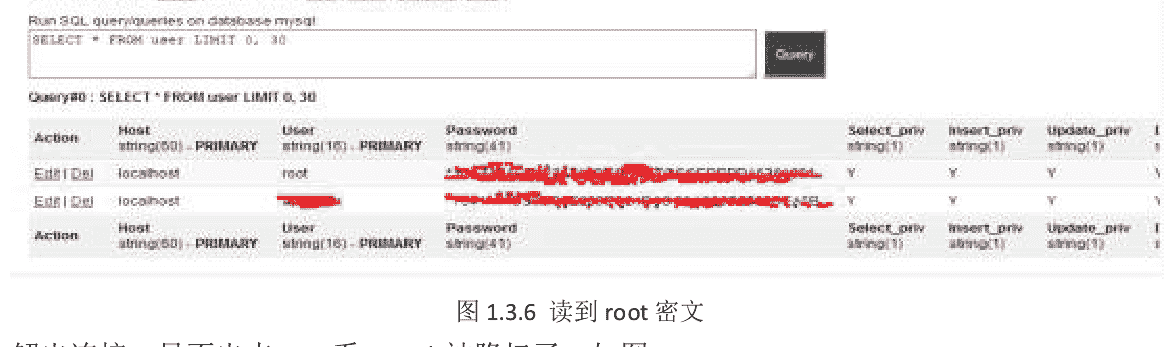 Run SQL query/queries on database mysql
SELECT * FROM user LIMIT 0, 30
Query
Query#0 : SELECT * FROM user LIMIT 0, 30
Action Host User Password Select_priv Insert_priv Update_priv
string(60) - PRIMARY string(16) - PRIMARY string(41) string(1) string(1) string(1)
Edit | Del localhost root Y Y Y
Edit | Del localhost Y Y Y
Action Host User Password Select_priv Insert_priv Update_priv
string(60) - PRIMARY string(16) - PRIMARY string(41) string(1) string(1) string(1)
图 1.3.6 读到 root 密文